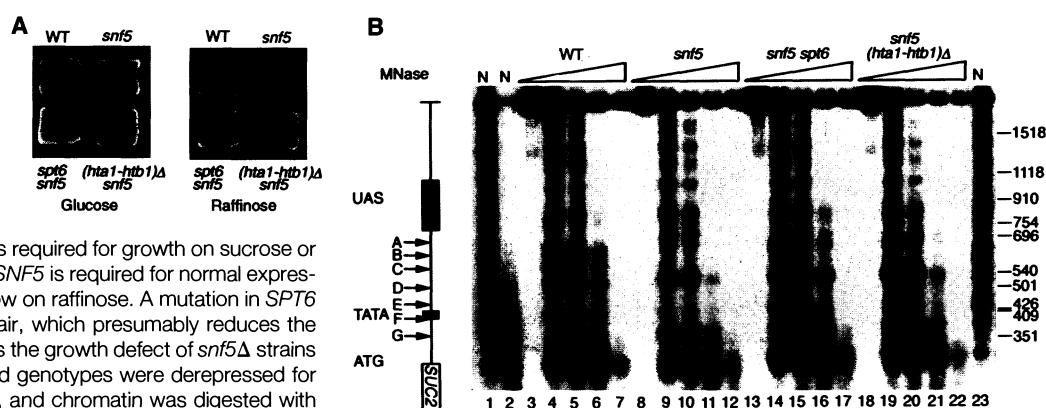 A
WT snf5
WT snf5
spt6 snf5
(hta1-htb1)Δ snf5
spt6 snf5
(hta1-htb1)Δ snf5
Glucose
Raffinose
s required for growth on sucrose or
SNF5 is required for normal expres-
ow on raffinose. A mutation in SPT6
air, which presumably reduces the
s the growth defect of snf5Δ strains
d genotypes were derepressed for
, and chromatin was digested with
B
WT
snf5
snf5 spt6
snf5 (hta1-htb1)Δ
MNase
N N
N
UAS
A
B
C
D
E
TATA
F
G
ATG
SUC2
1518
1118
910
754
696
540
501
426
409
351
1 2 3 4 5 6 7 8 9 10 11 12 13 14 15 16 17 18 19 20 21 22 23